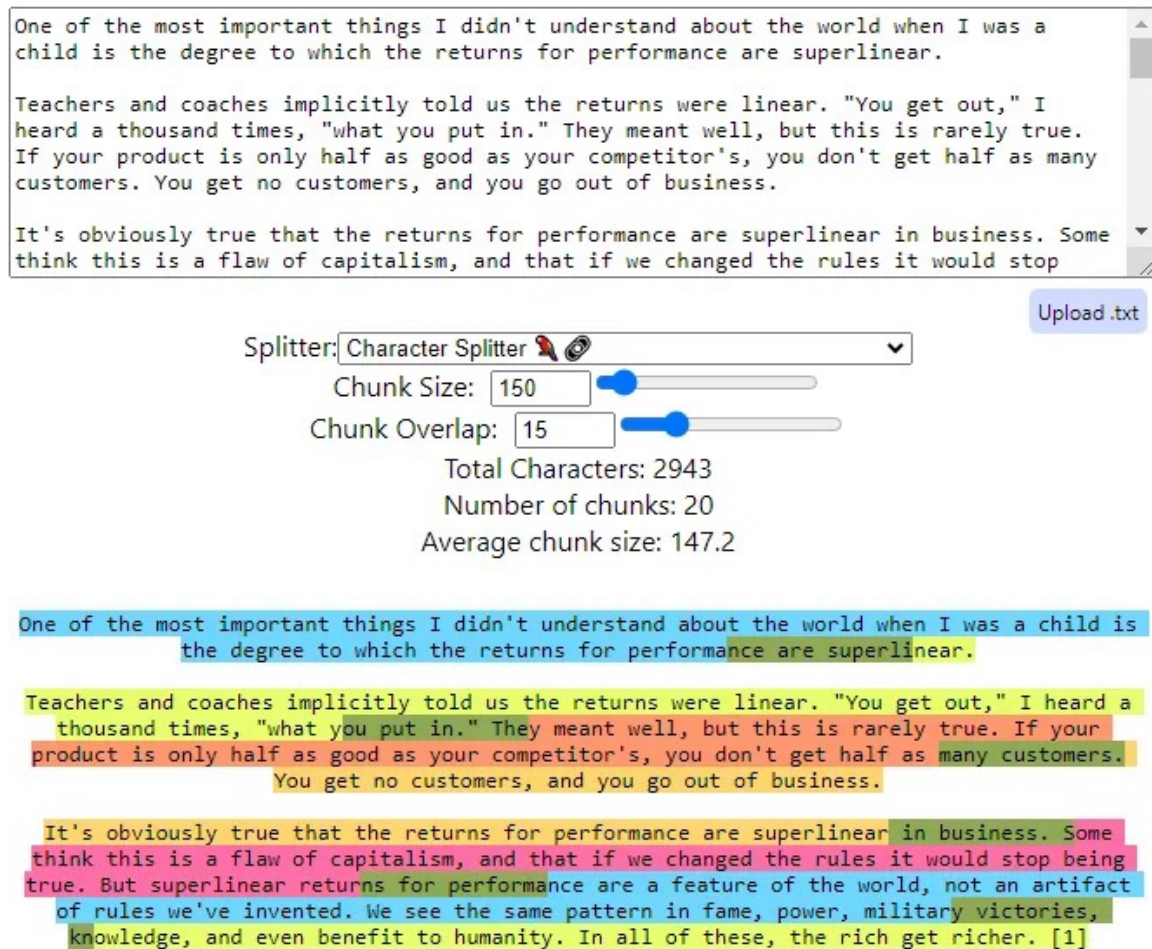 One of the most important things I didn't understand about the world when I was a
child is the degree to which the returns for performance are superlinear.
Teachers and coaches implicitly told us the returns were linear. "You get out," I
heard a thousand times, "what you put in." They meant well, but this is rarely true.
If your product is only half as good as your competitor's, you don't get half as many
customers. You get no customers, and you go out of business.
It's obviously true that the returns for performance are superlinear in business. Some
think this is a flaw of capitalism, and that if we changed the rules it would stop
Upload .txt
Splitter: Character Splitter 🦜🔗
Chunk Size: 150
Chunk Overlap: 15
Total Characters: 2943
Number of chunks: 20
Average chunk size: 147.2
One of the most important things I didn't understand about the world when I was a child is
the degree to which the returns for performance are superlinear.
Teachers and coaches implicitly told us the returns were linear. "You get out," I heard a
thousand times, "what you put in." They meant well, but this is rarely true. If your
product is only half as good as your competitor's, you don't get half as many customers.
You get no customers, and you go out of business.
It's obviously true that the returns for performance are superlinear in business. Some
think this is a flaw of capitalism, and that if we changed the rules it would stop being
true. But superlinear returns for performance are a feature of the world, not an artifact
of rules we've invented. We see the same pattern in fame, power, military victories,
knowledge, and even benefit to humanity. In all of these, the rich get richer. [1]